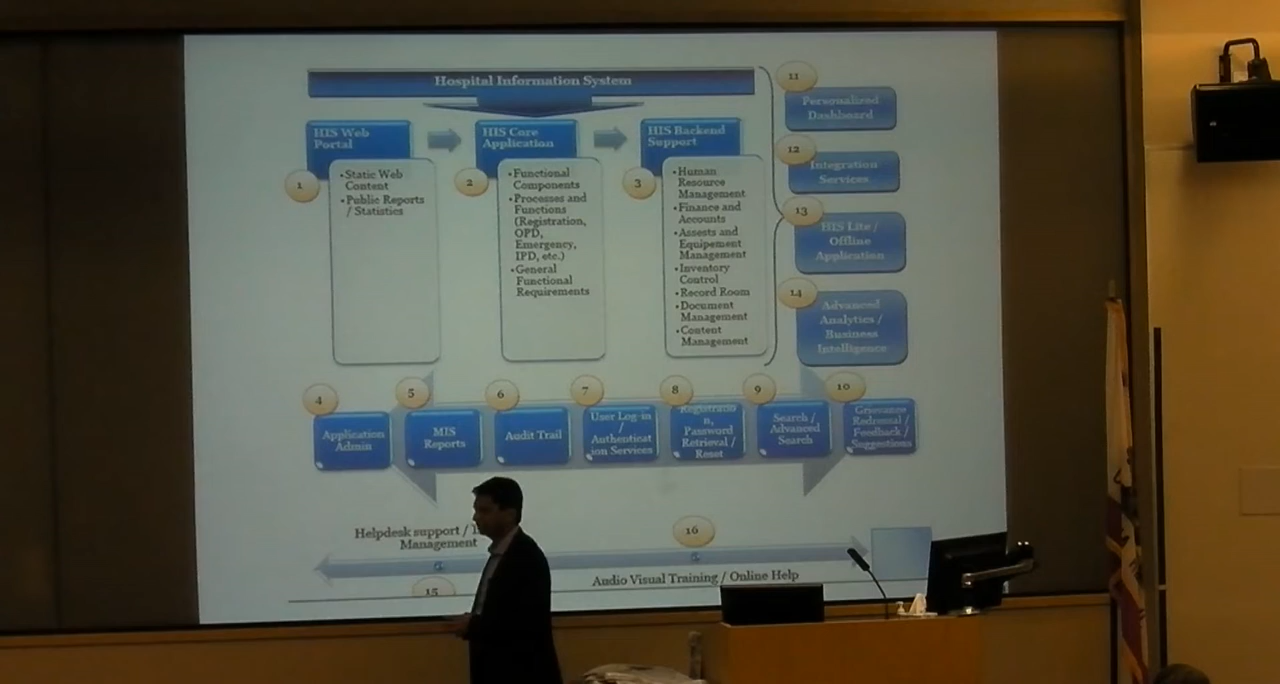 Hospital Information System
HIS Web
Portal
1
•Static Web
Content
•Public Reports
/ Statistics
HIS Core
Application
2
•Functional
Components
•Processes and
Functions
(Registration,
OPD,
Emergency,
IPD, etc.)
•General
Functional
Requirements
HIS Backend
Support
3
•Human
Resource
Management
•Finance and
Accounts
•Assests and
Equipement
Management
•Inventory
Control
•Record Room
•Document
Management
•Content
Management
11
Personalized
Dashboard
12
Integration
Services
13
HIS Lite /
Offline
Application
14
Advanced
Analytics /
Business
Intelligence
4
Application
Admin
5
MIS
Reports
6
Audit Trail
7
User Log-in
/
Authenticat
ion Services
8
Registratio
n,
Password
Retrieval /
Reset
9
Search /
Advanced
Search
10
Grievance
Redressal /
Feedback /
Suggestions
Helpdesk support /
Management
15
16
Audio Visual Training / Online Help